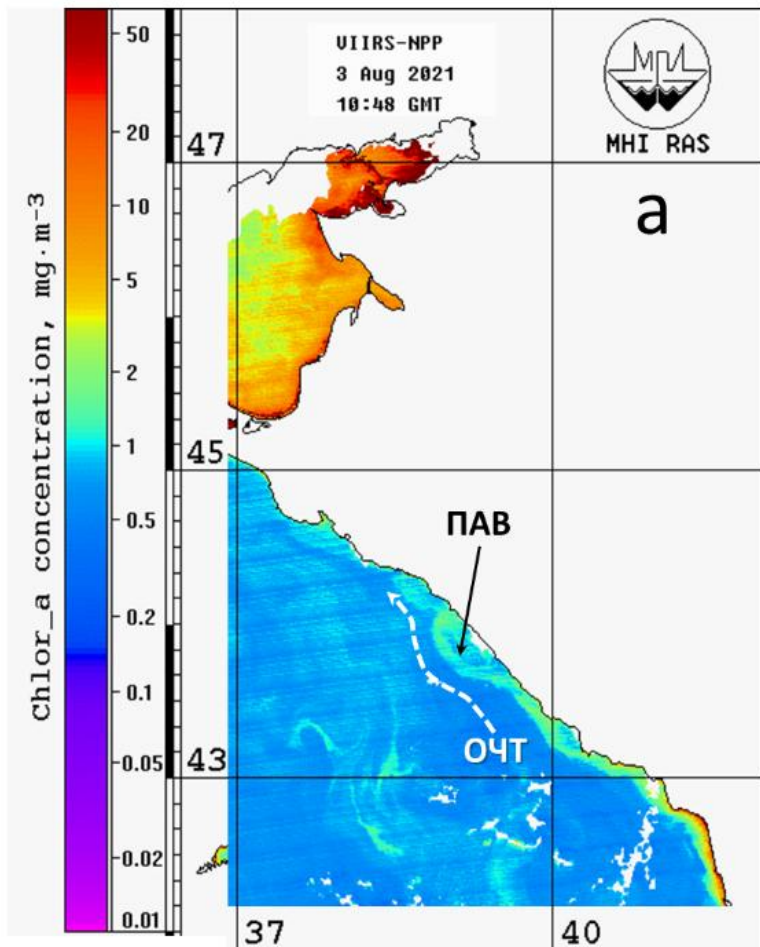 VIIRS-NPP
3 Aug 2021
10:48 GMT
MHI RAS
a
Chlor_a concentration, mg·m⁻³
50
20
10
5
2
1
0.5
0.2
0.1
0.05
0.02
0.01
47
45
43
37
40
ПАВ
ОЧТ